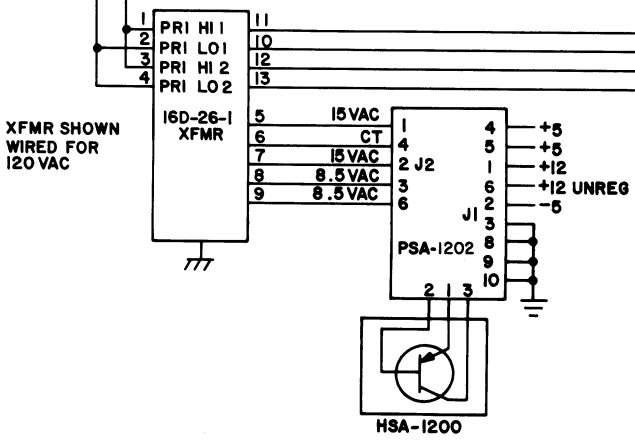 1 PRI HI 1 11
2 PRI LO 1 10
3 PRI HI 2 12
4 PRI LO 2 13
XFMR SHOWN
WIRED FOR
120 VAC
16D-26-1
XFMR
5 15 VAC 1
6 CT 4
7 15 VAC 2 J2
8 8.5 VAC 3
9 8.5 VAC 6
4 +5
5 +5
1 +12
6 +12 UNREG
2 -5
J1
3
8
9
10
PSA-1202
2 1 3
HSA-1200